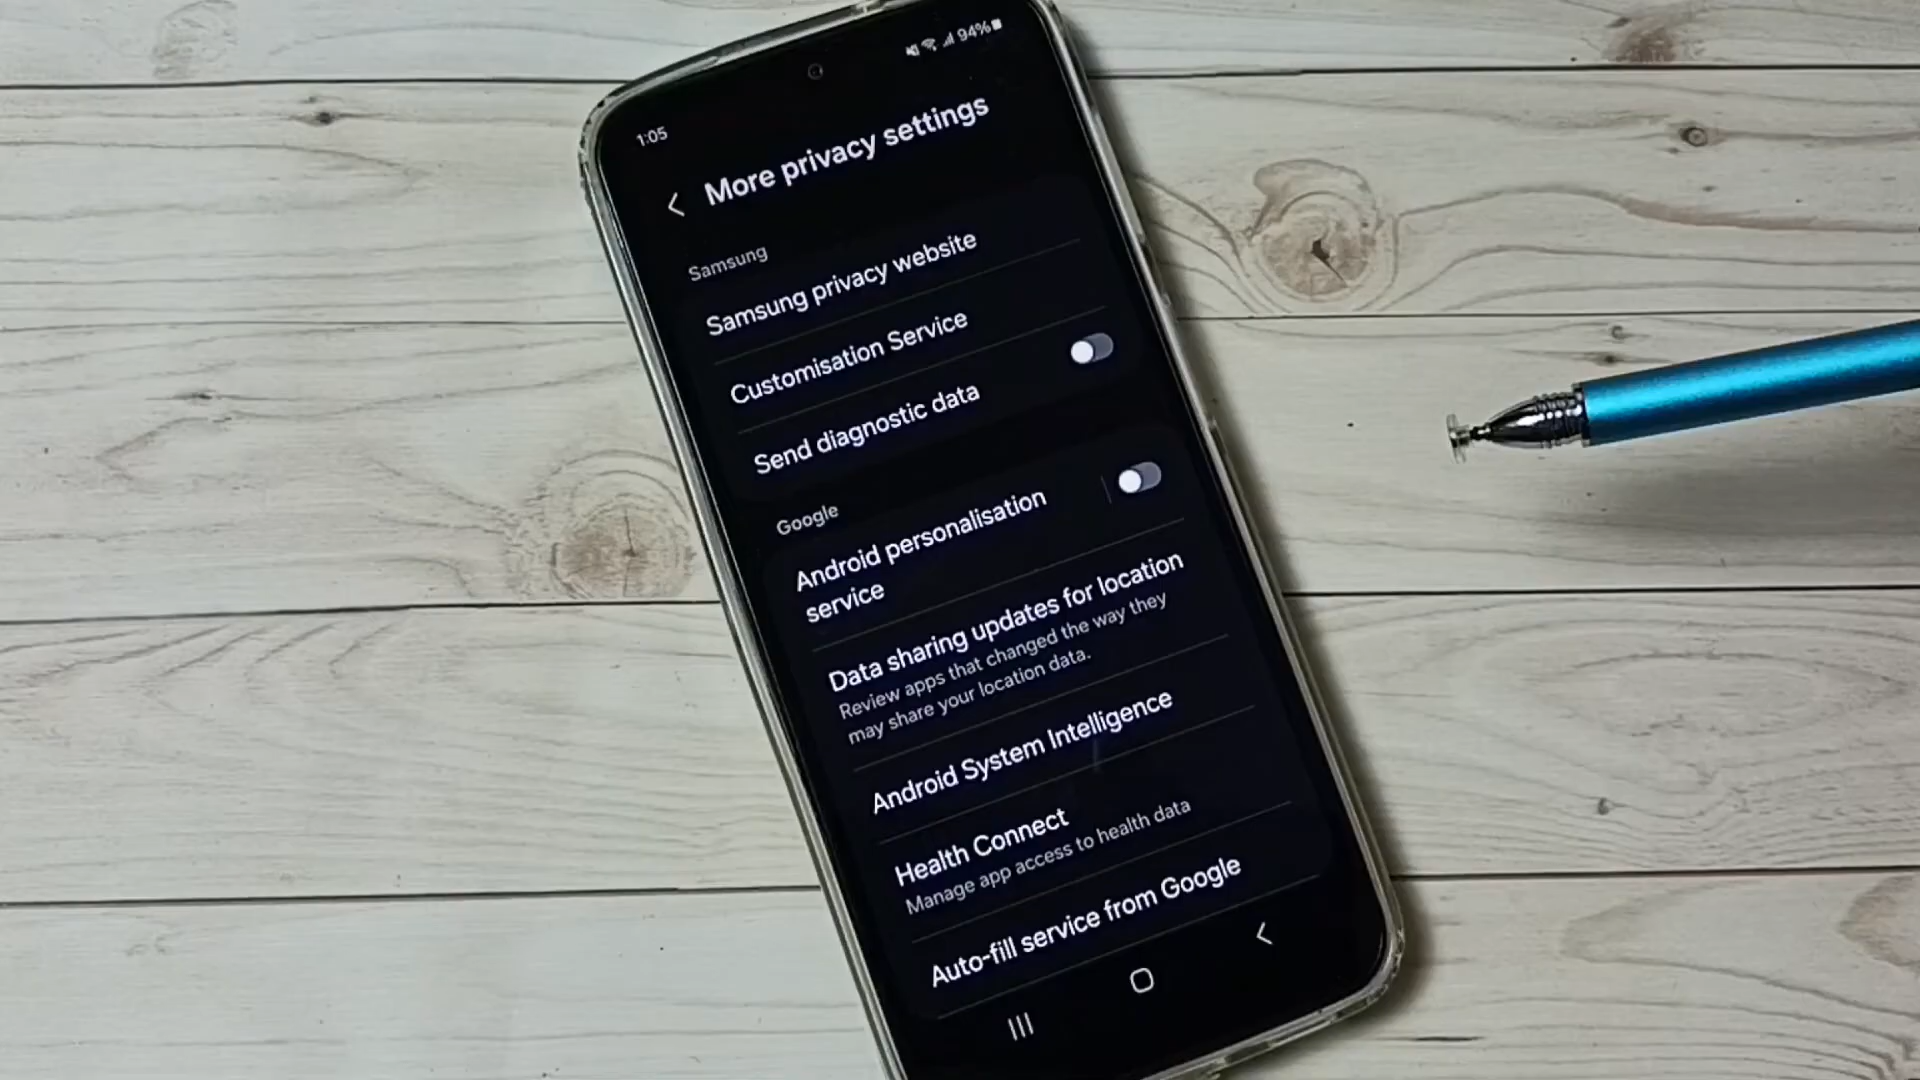 1:05
94%
More privacy settings
Samsung
Samsung privacy website
Customisation Service
Send diagnostic data
Google
Android personalisation
service
Data sharing updates for location
Review apps that changed the way they
may share your location data.
Android System Intelligence
Health Connect
Manage app access to health data
Auto-fill service from Google